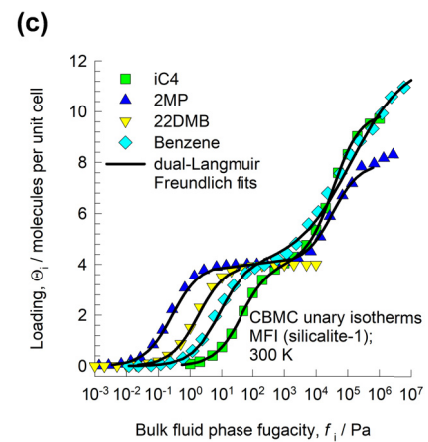 (c)
12
10
8
6
4
2
0
Loading, Θi / molecules per unit cell
iC4
2MP
22DMB
Benzene
dual-Langmuir
Freundlich fits
CBMC unary isotherms
MFI (silicalite-1);
300 K
10⁻³ 10⁻² 10⁻¹ 10⁰ 10¹ 10² 10³ 10⁴ 10⁵ 10⁶ 10⁷
Bulk fluid phase fugacity, fi / Pa